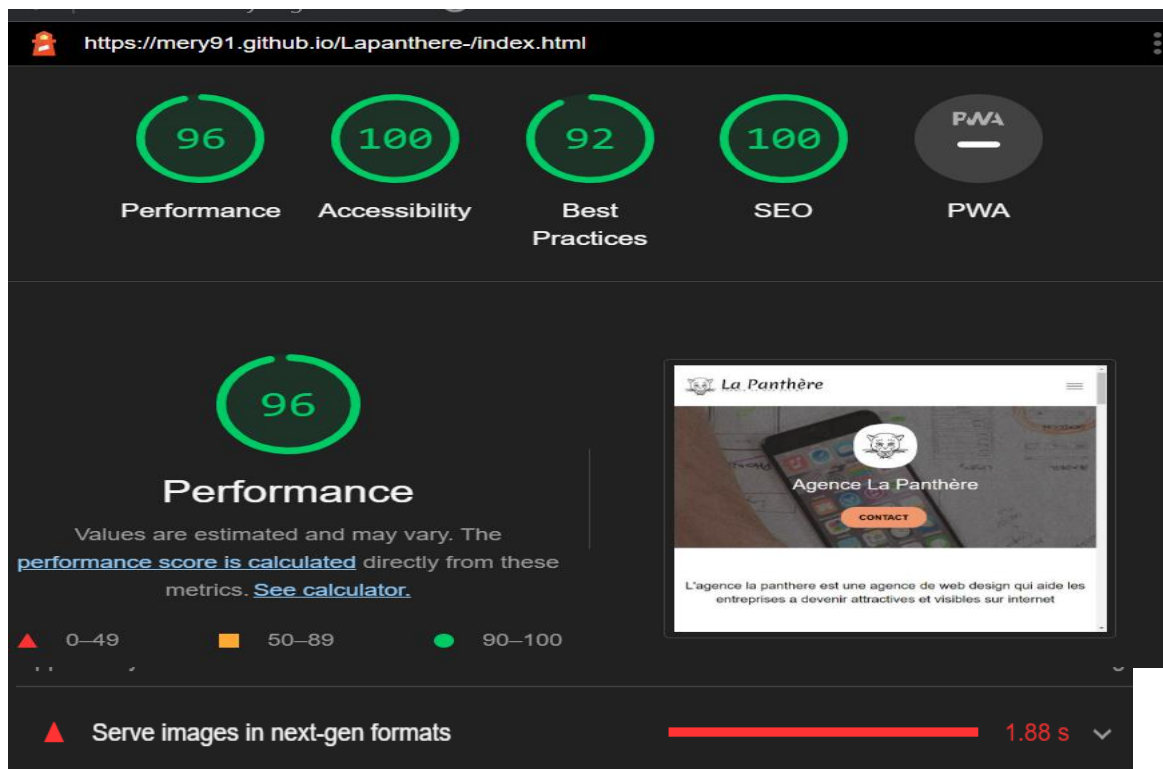 https://mery91.github.io/Lapanthere-/index.html
96
100
92
100
PWA
Performance
Accessibility
Best
Practices
SEO
PWA
96
Performance
Values are estimated and may vary. The
performance score is calculated directly from these
metrics. See calculator.
0–49
50–89
90–100
La Panthère
Agence La Panthère
CONTACT
L'agence la panthere est une agence de web design qui aide les
entreprises a devenir attractives et visibles sur internet
Serve images in next-gen formats
1.88 s